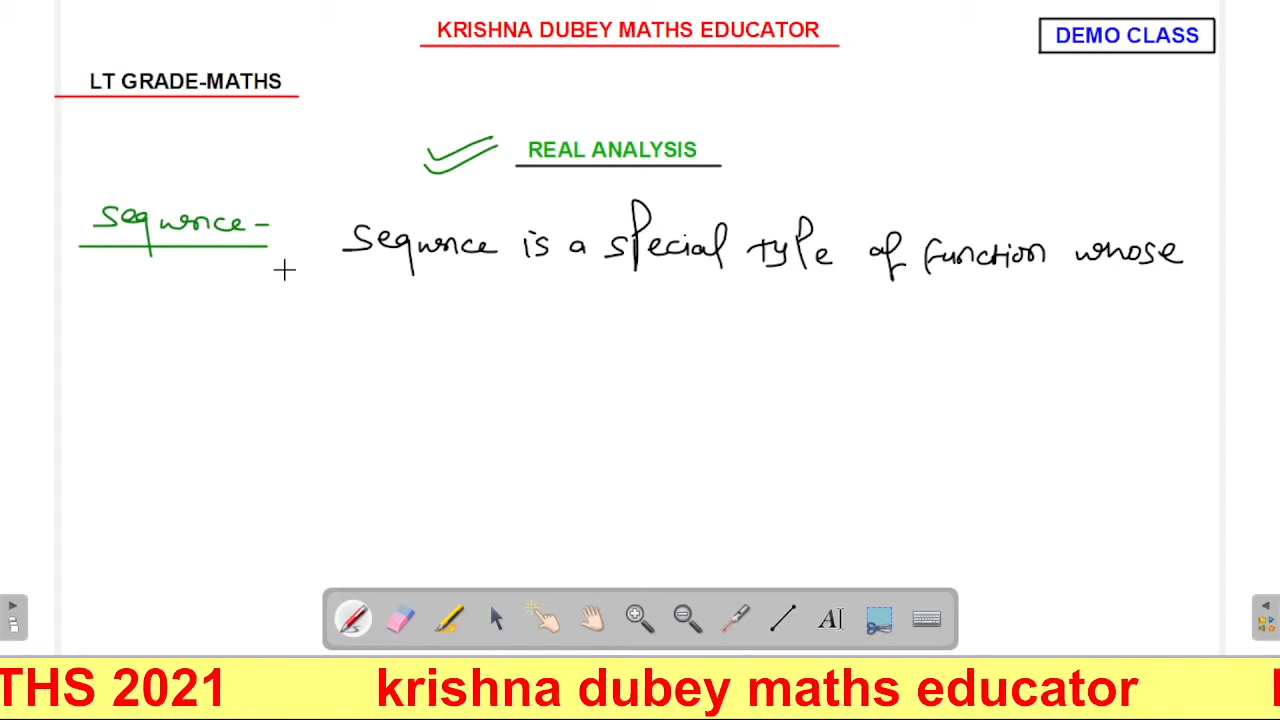 KRISHNA DUBEY MATHS EDUCATOR
DEMO CLASS
LT GRADE-MATHS
REAL ANALYSIS
Sequence - Sequence is a special type of function whose
THS 2021 krishna dubey maths educator